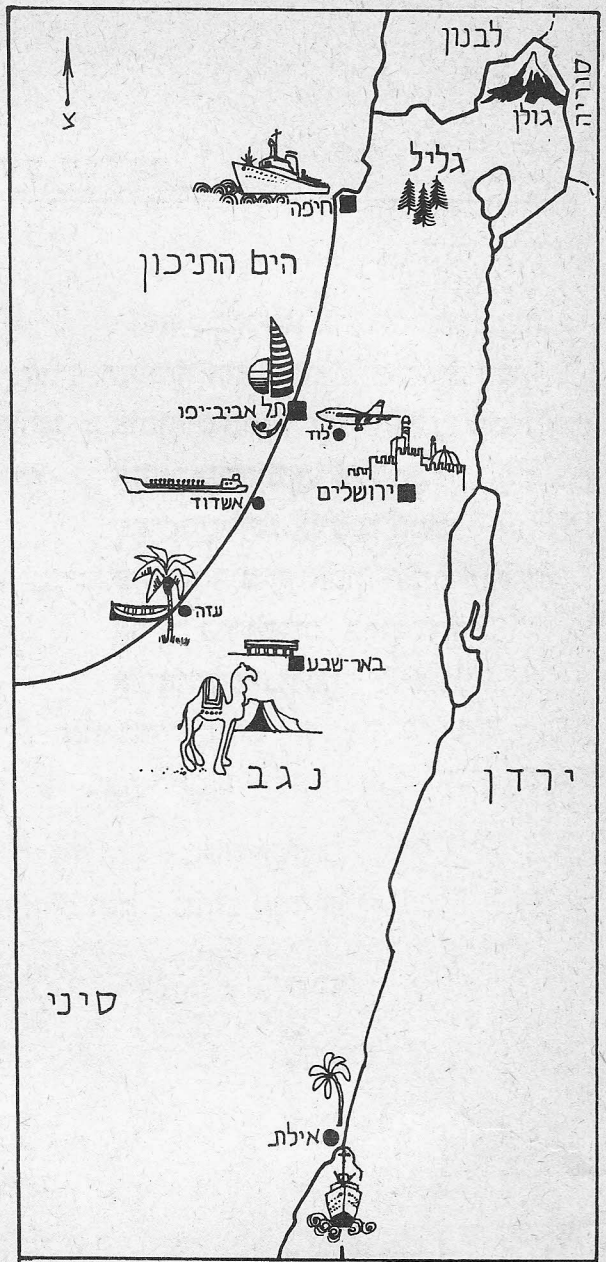 לבנון
סוריה
גולן
צ
גליל
חיפה
הים התיכון
תל אביב-יפו
לוד
ירושלים
אשדוד
עזה
באר-שבע
נגב
ירדן
סיני
אילת